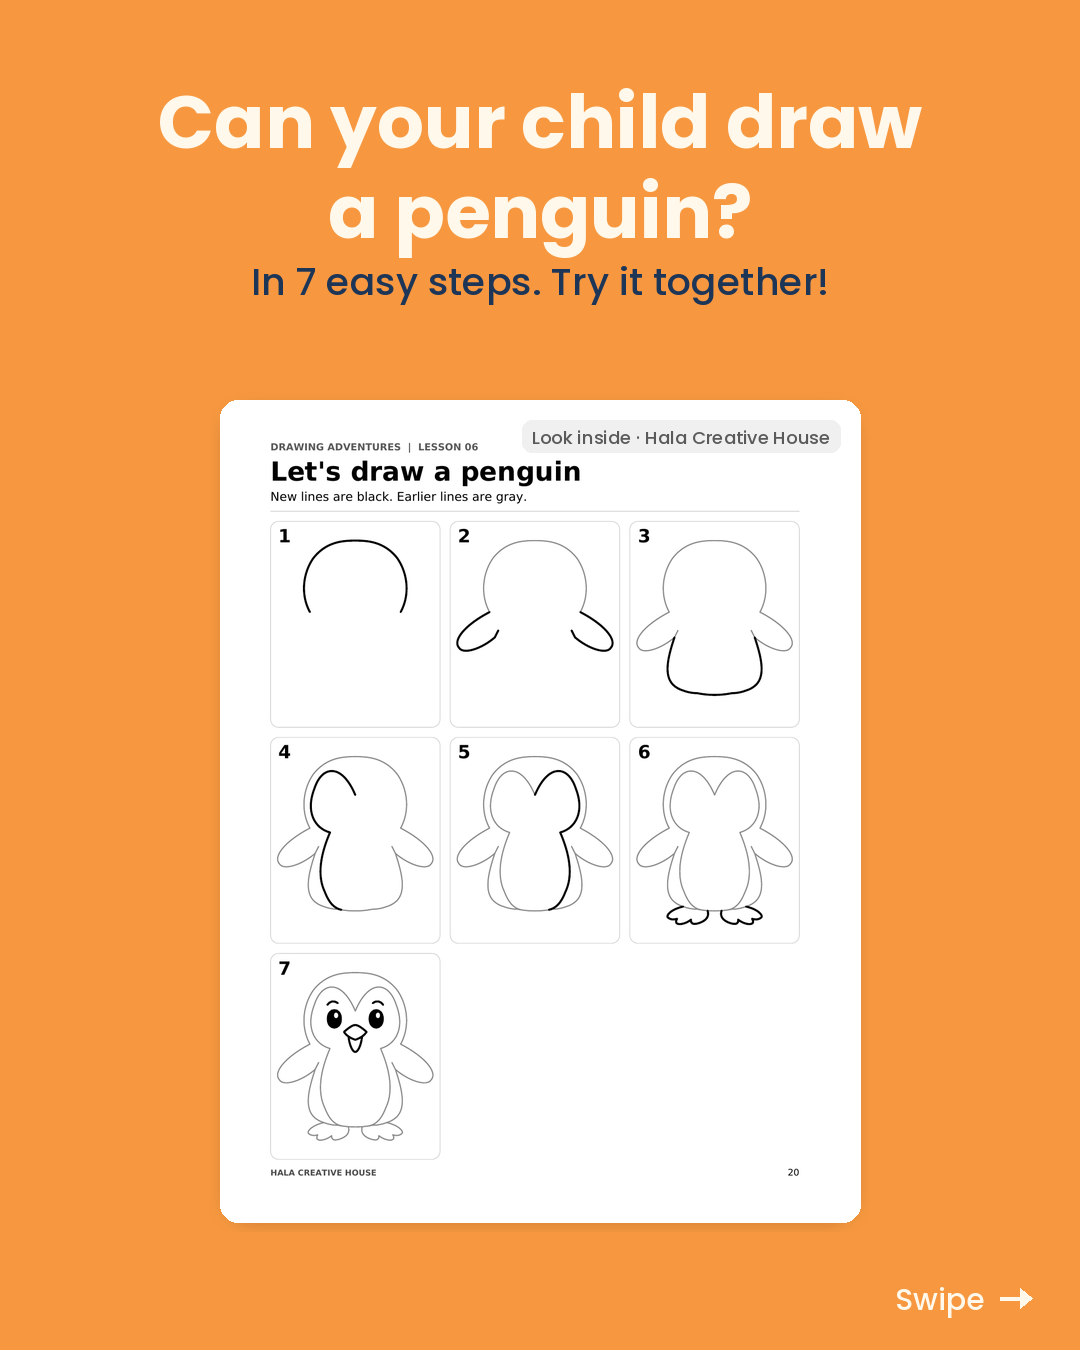 Can your child draw
a penguin?
In 7 easy steps. Try it together!
Look inside · Hala Creative House
DRAWING ADVENTURES | LESSON 06
Let's draw a penguin
New lines are black. Earlier lines are gray.
1
2
3
4
5
6
7
HALA CREATIVE HOUSE
20
Swipe →